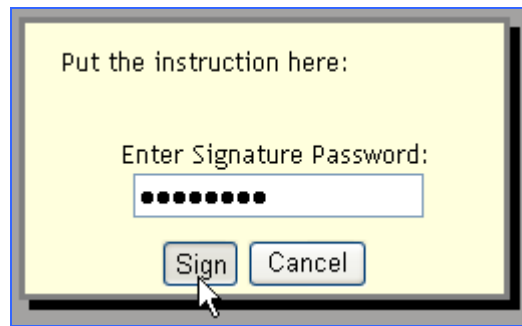 Put the instruction here:
Enter Signature Password:
••••••••
Sign Cancel